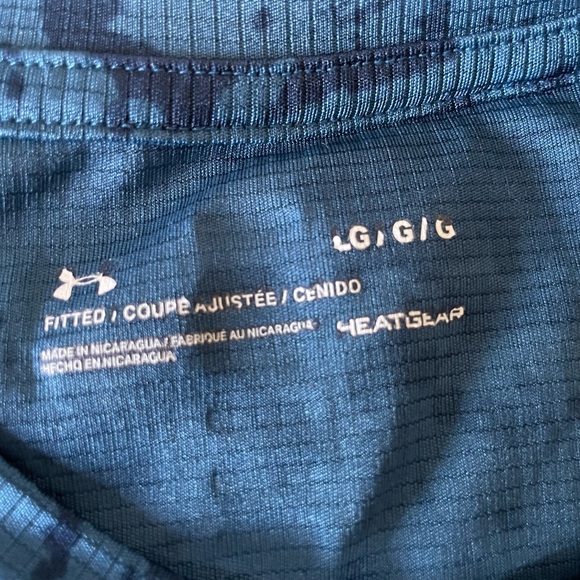 LG / G / G
FITTED / COUPE AJUSTÉE / CENIDO
HEATGEAR
MADE IN NICARAGUA / FABRIQUÉ AU NICARAGUA
HECHO EN NICARAGUA